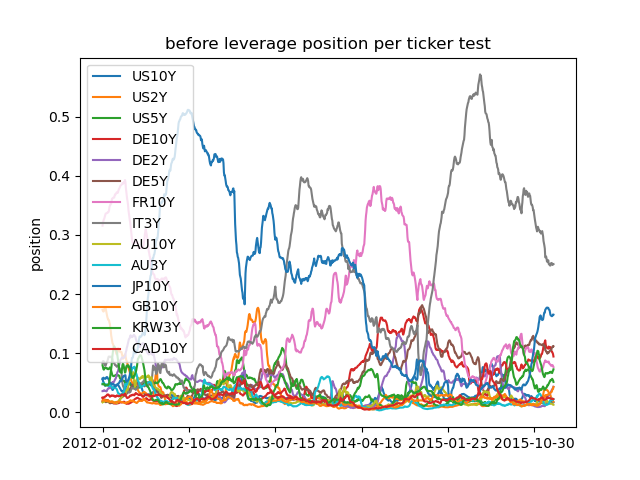 before leverage position per ticker test
position
0.5
0.4
0.3
0.2
0.1
0.0
US10Y
US2Y
US5Y
DE10Y
DE2Y
DE5Y
FR10Y
IT3Y
AU10Y
AU3Y
JP10Y
GB10Y
KRW3Y
CAD10Y
2012-01-02 2012-10-08 2013-07-15 2014-04-18 2015-01-23 2015-10-30